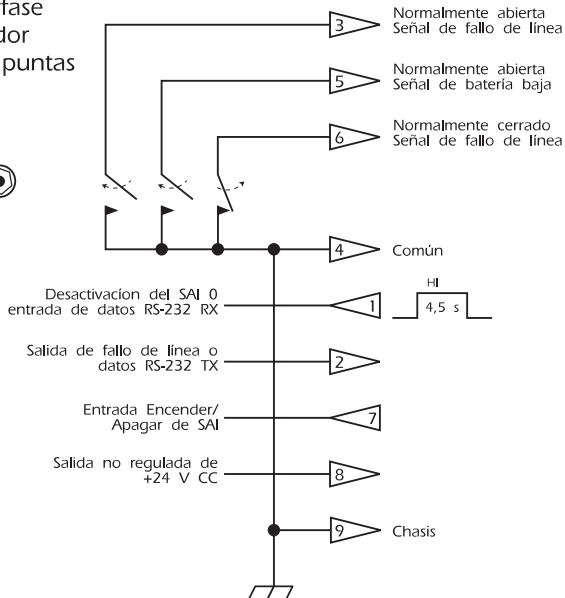 rfase
dor
puntas
3
Normalmente abierta
Señal de fallo de línea
5
Normalmente abierta
Señal de batería baja
6
Normalmente cerrado
Señal de fallo de línea
4
Común
Desactivacíon del SAI 0
entrada de datos RS-232 RX
1
HI
4,5 s
Salida de fallo de línea o
datos RS-232 TX
2
Entrada Encender/
Apagar de SAI
7
Salida no regulada de
+24 V CC
8
9
Chasis